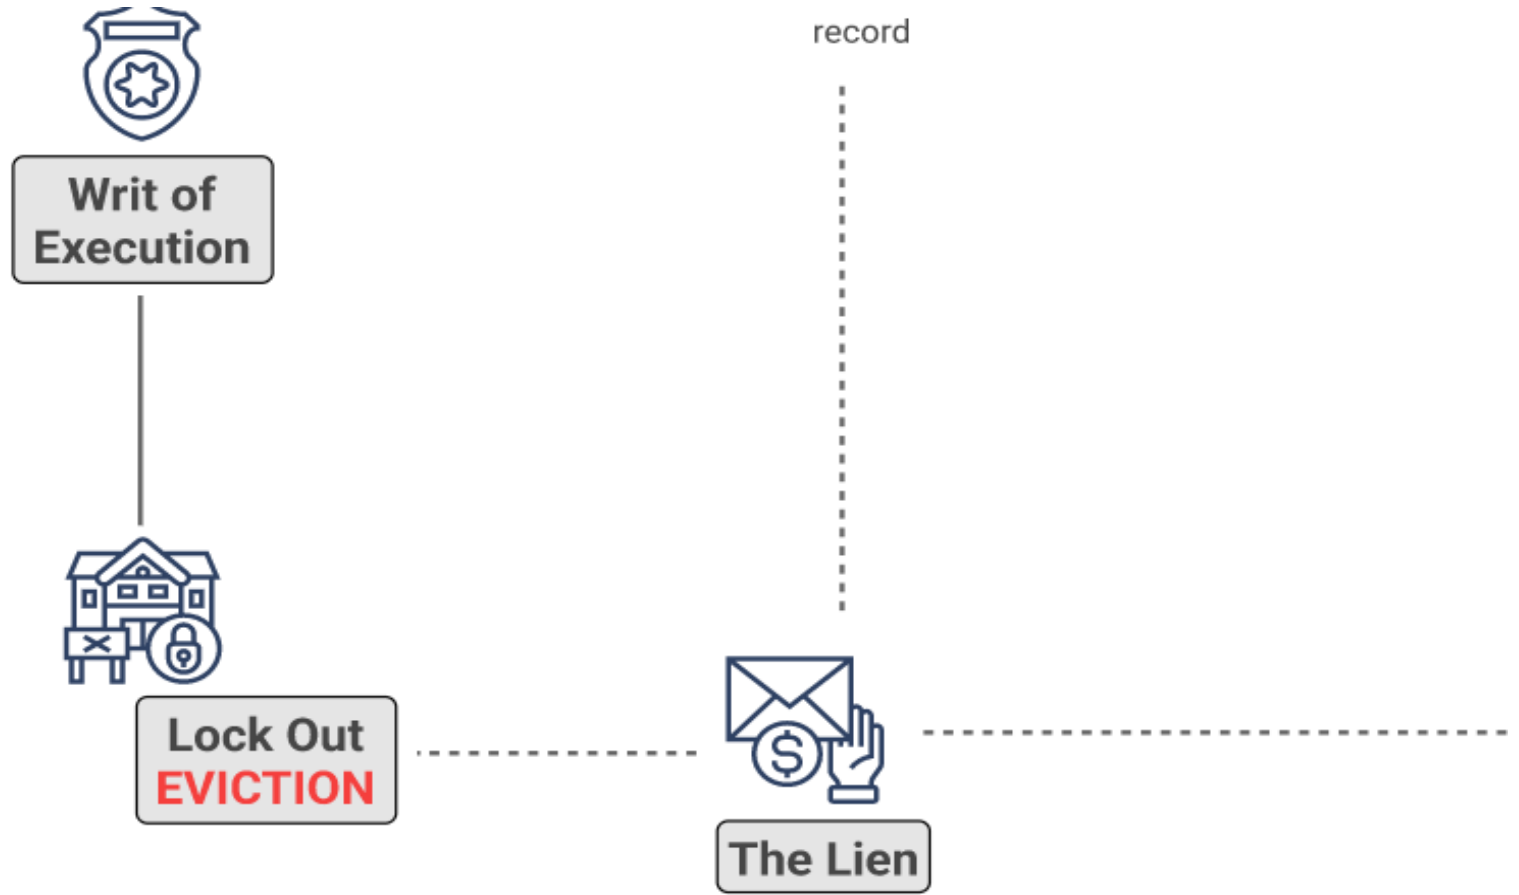 record
Writ of
Execution
Lock Out
EVICTION
The Lien